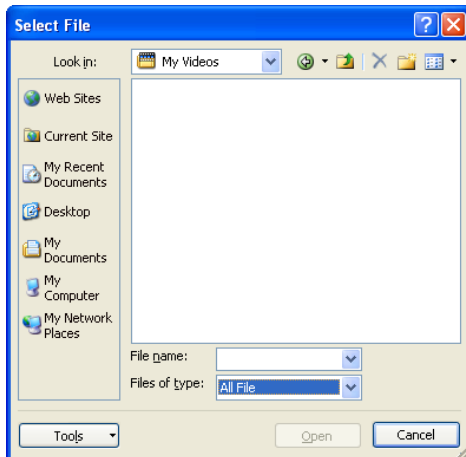 Select File
Look in:
My Videos
Web Sites
Current Site
My Recent
Documents
Desktop
My
Documents
My
Computer
My Network
Places
File name:
Files of type:
All File
Tools
Open
Cancel